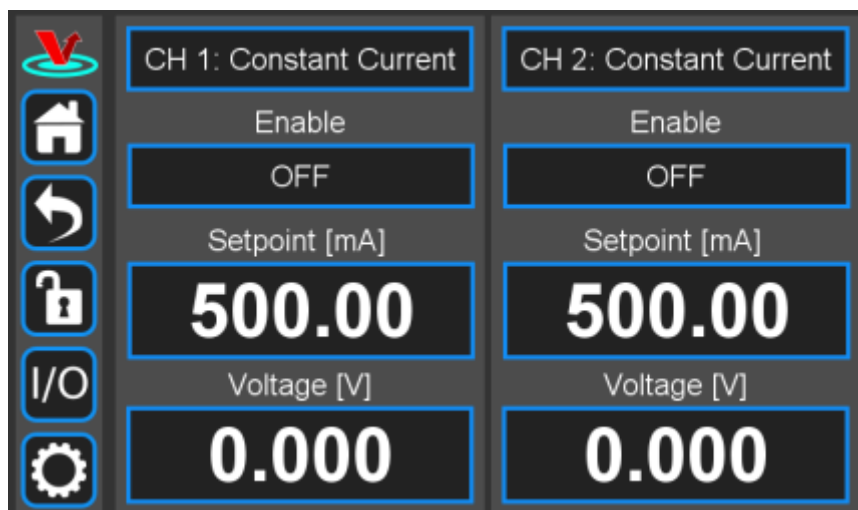 CH 1: Constant Current
Enable
OFF
Setpoint [mA]
500.00
Voltage [V]
0.000
CH 2: Constant Current
Enable
OFF
Setpoint [mA]
500.00
Voltage [V]
0.000
I/O